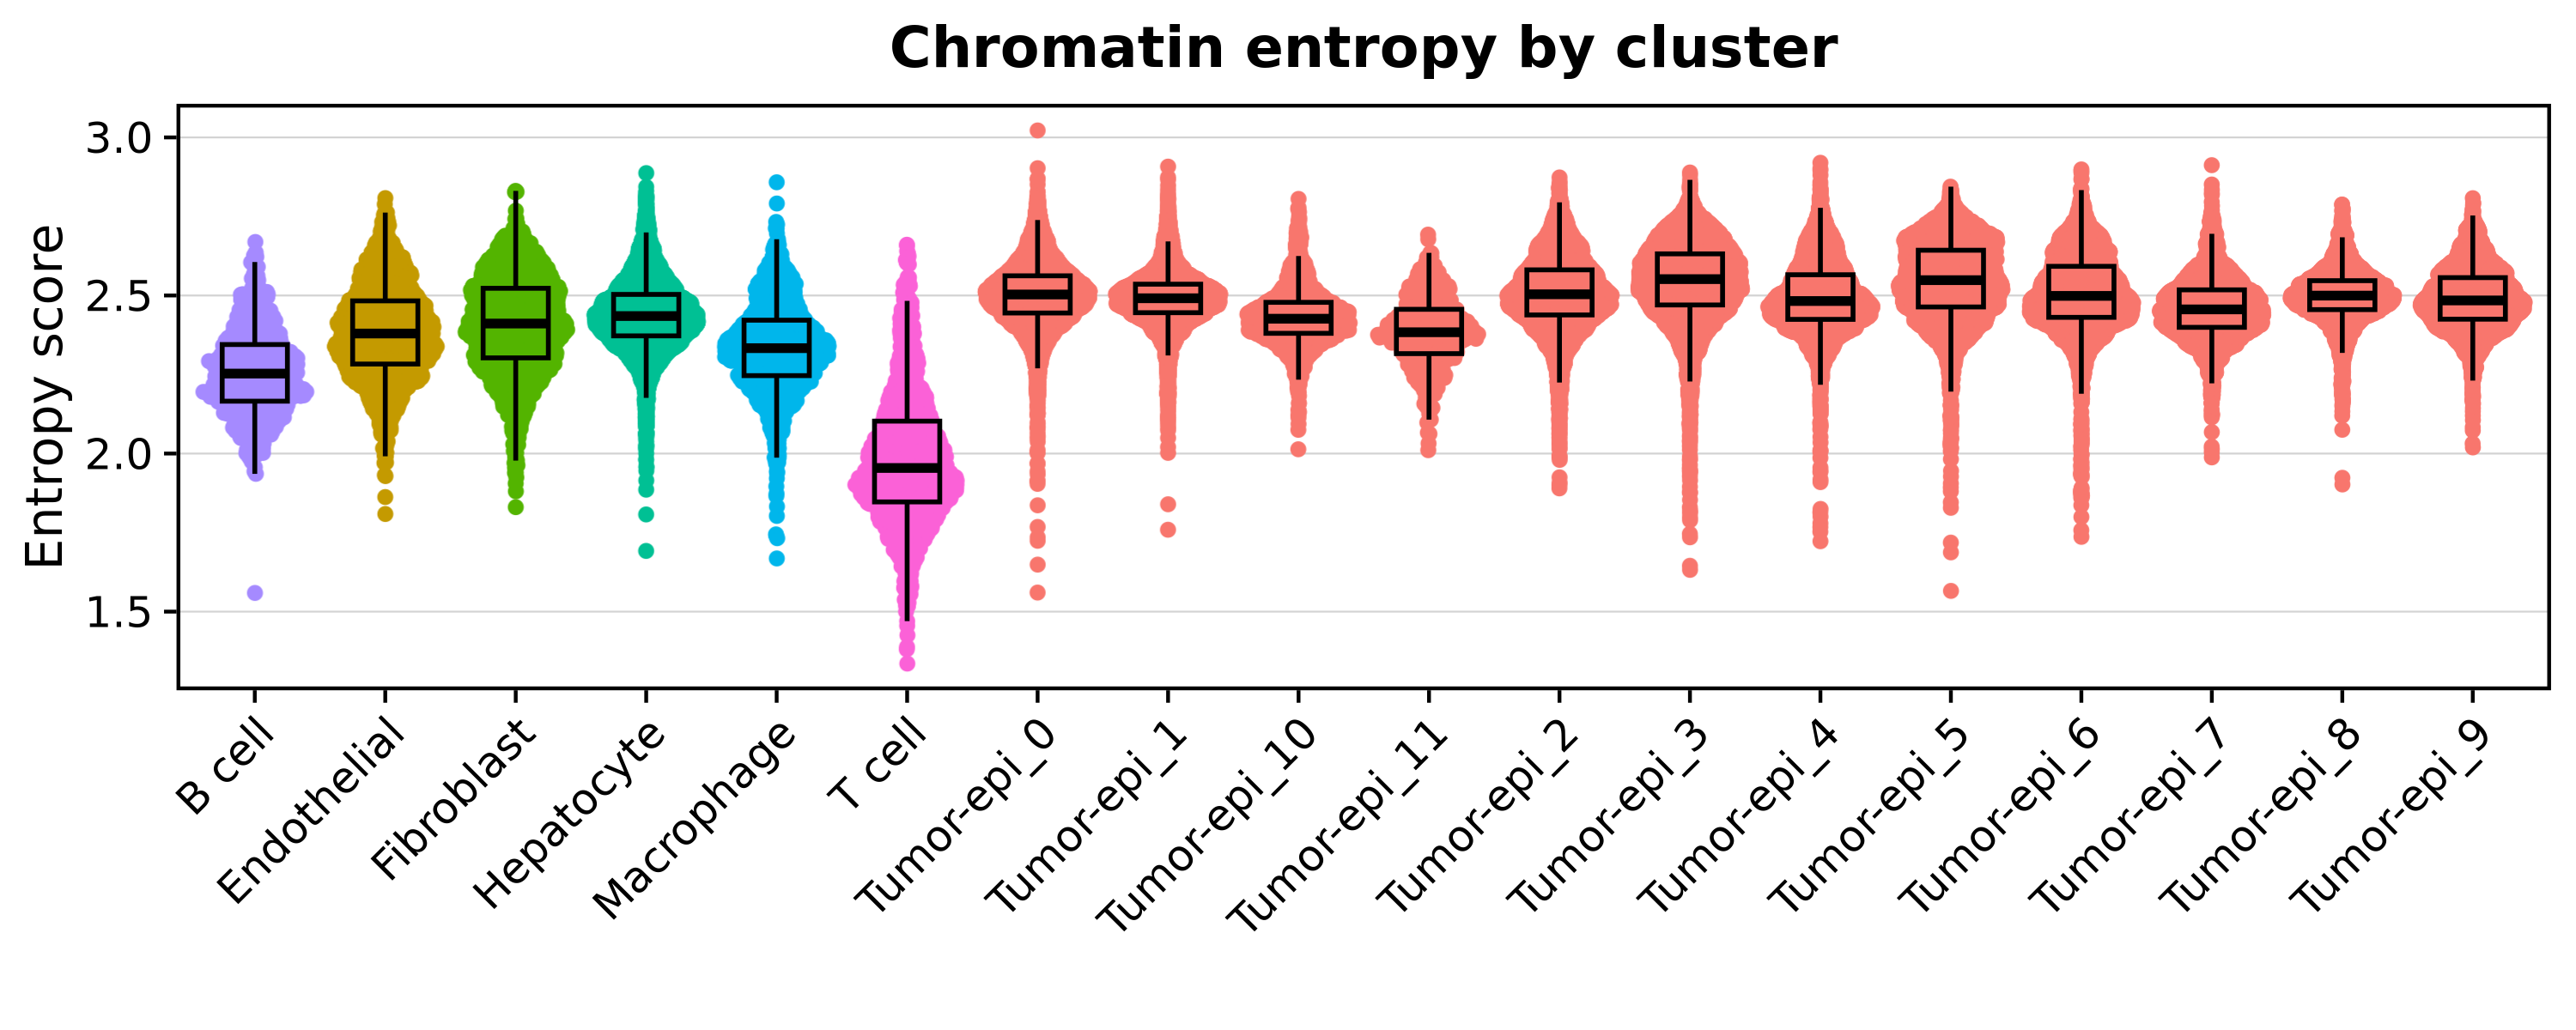 Chromatin entropy by cluster
Entropy score
3.0
2.5
2.0
1.5
B cell
Endothelial
Fibroblast
Hepatocyte
Macrophage
T cell
Tumor-epi_0
Tumor-epi_1
Tumor-epi_10
Tumor-epi_11
Tumor-epi_2
Tumor-epi_3
Tumor-epi_4
Tumor-epi_5
Tumor-epi_6
Tumor-epi_7
Tumor-epi_8
Tumor-epi_9